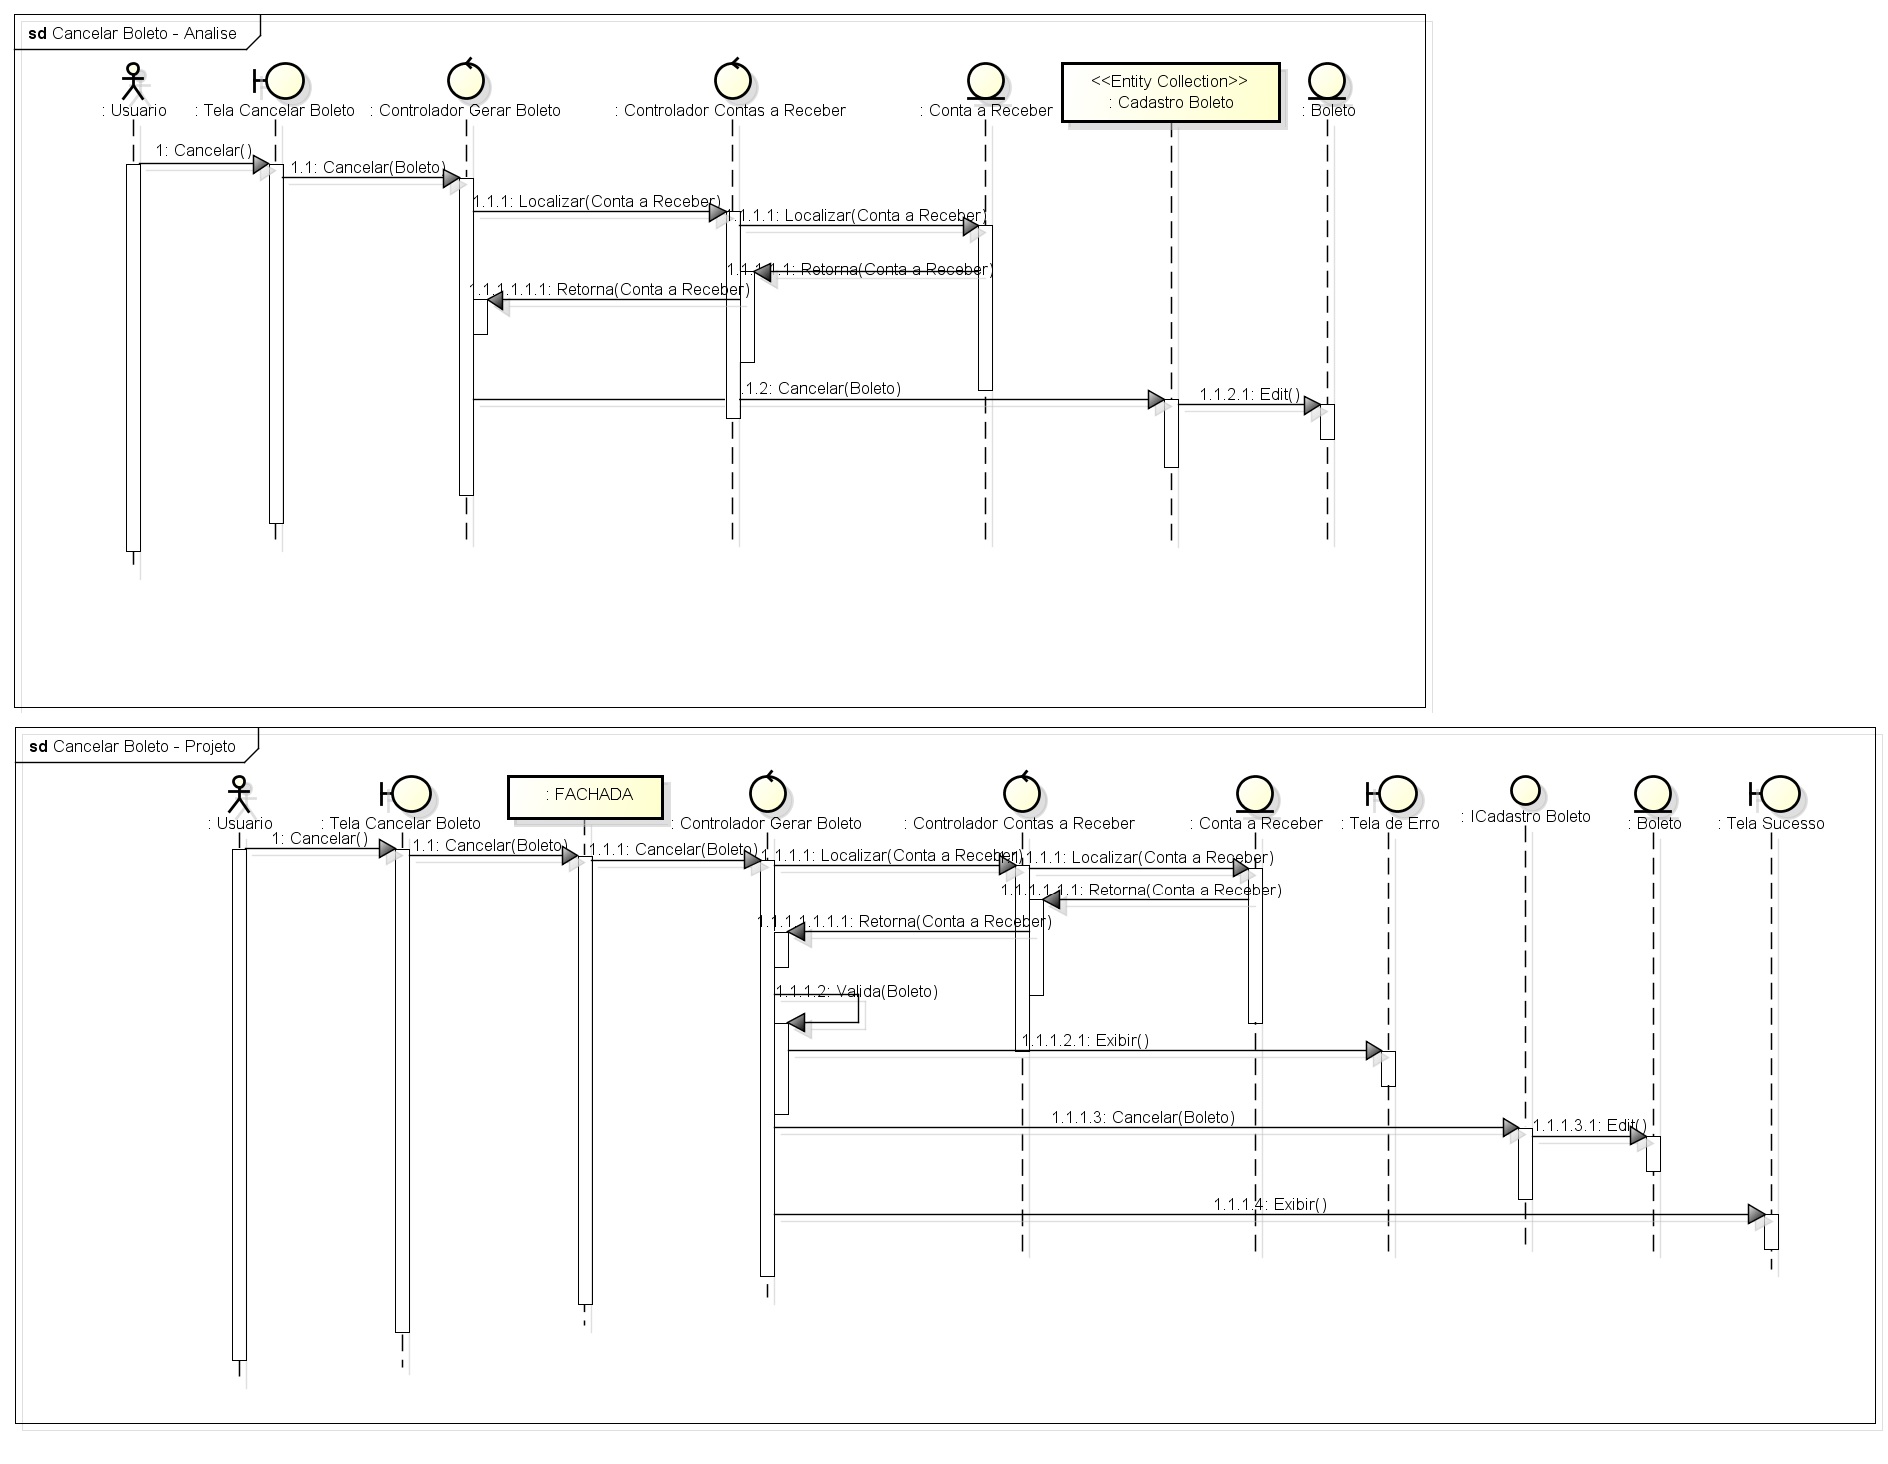 sd Cancelar Boleto - Analise
: Usuario
: Tela Cancelar Boleto
: Controlador Gerar Boleto
: Controlador Contas a Receber
: Conta a Receber
<<Entity Collection>>
: Cadastro Boleto
: Boleto
1: Cancelar()
1.1: Cancelar(Boleto)
1.1.1: Localizar(Conta a Receber)
1.1.1.1: Localizar(Conta a Receber)
1.1.1.1.1: Retorna(Conta a Receber)
1.1.1.1.1.1: Retorna(Conta a Receber)
.1.2: Cancelar(Boleto)
1.1.2.1: Edit()
sd Cancelar Boleto - Projeto
: Usuario
: Tela Cancelar Boleto
: FACHADA
: Controlador Gerar Boleto
: Controlador Contas a Receber
: Conta a Receber
: Tela de Erro
: ICadastro Boleto
: Boleto
: Tela Sucesso
1: Cancelar()
1.1: Cancelar(Boleto)
1.1.1: Cancelar(Boleto)
1.1.1.1: Localizar(Conta a Receber)
1.1.1.1: Localizar(Conta a Receber)
1.1.1.1.1.1: Retorna(Conta a Receber)
1.1.1.1.1.1.1: Retorna(Conta a Receber)
1.1.1.2: Valida(Boleto)
1.1.1.2.1: Exibir()
1.1.1.3: Cancelar(Boleto)
1.1.1.3.1: Edit()
1.1.1.4: Exibir()